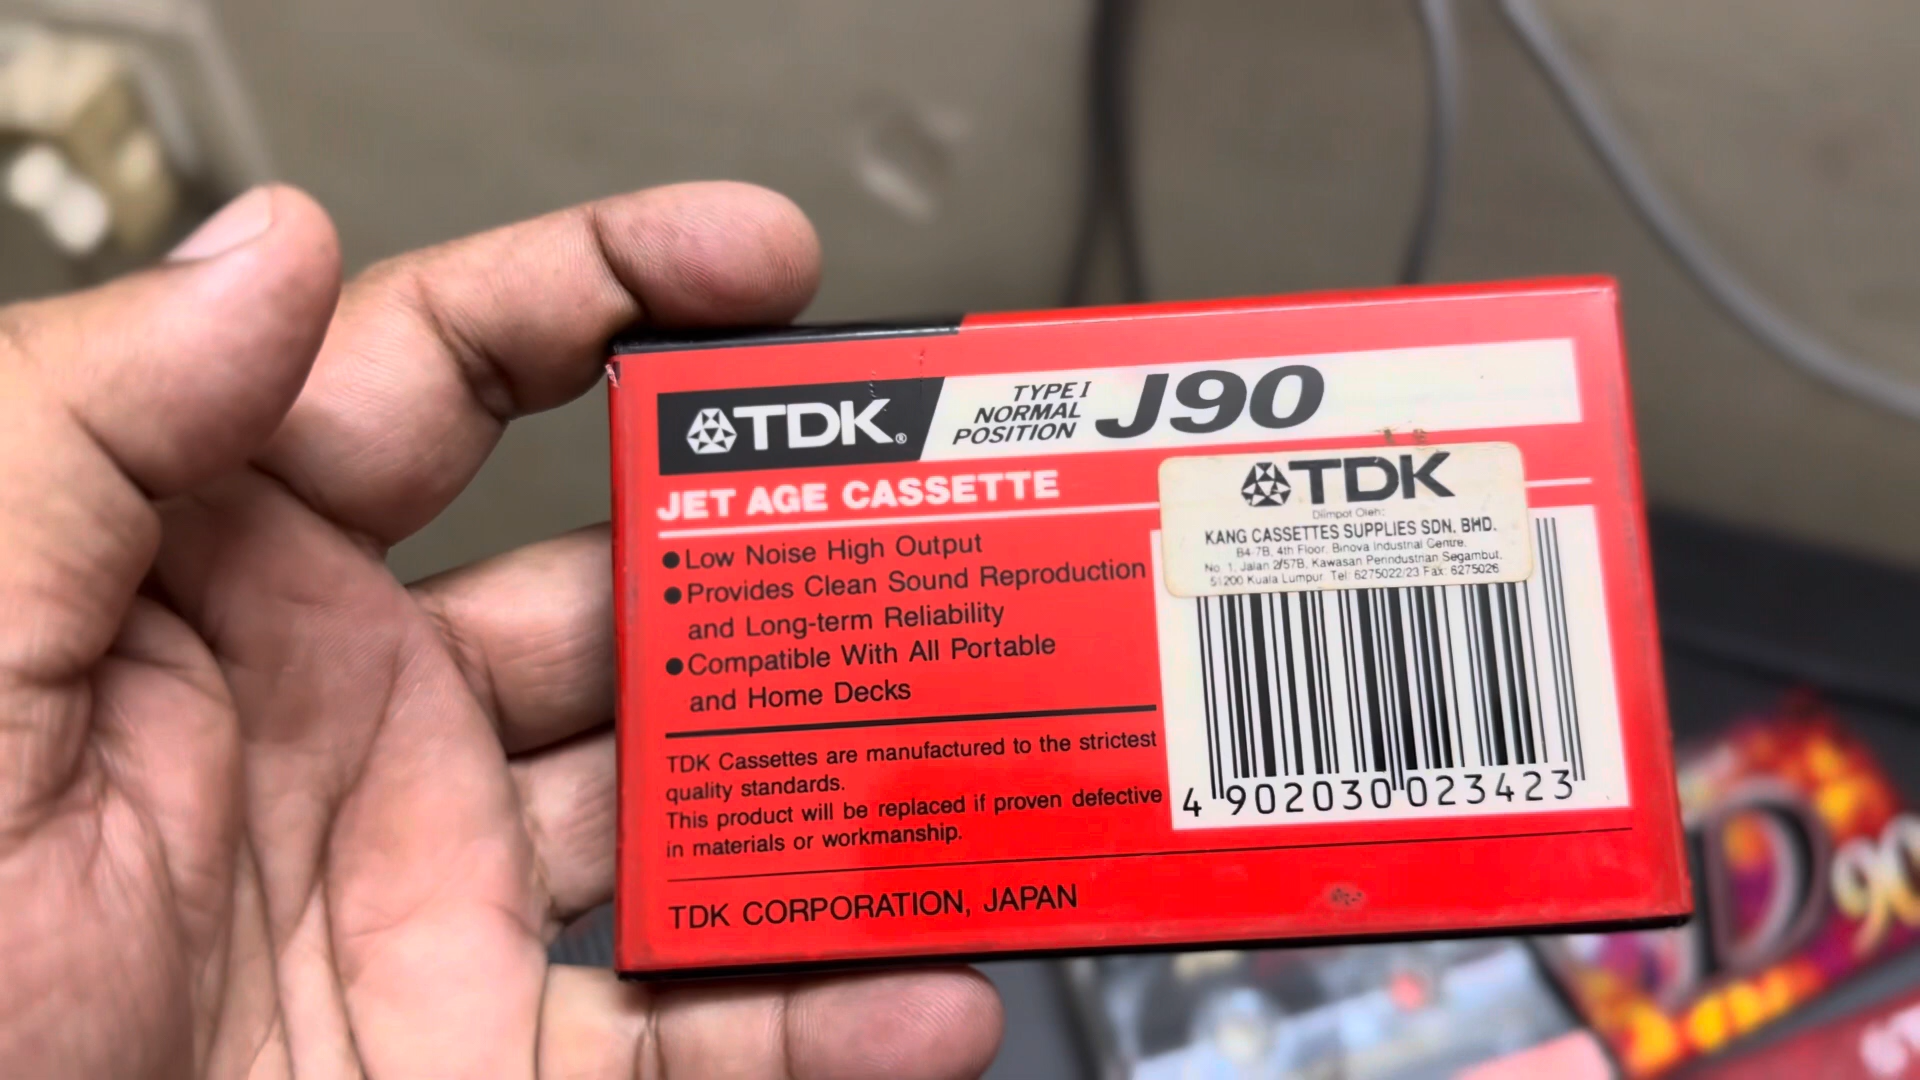 TDK®
TYPE I
NORMAL
POSITION
J90
JET AGE CASSETTE
●Low Noise High Output
●Provides Clean Sound Reproduction
and Long-term Reliability
●Compatible With All Portable
and Home Decks
TDK Cassettes are manufactured to the strictest
quality standards.
This product will be replaced if proven defective
in materials or workmanship.
TDK CORPORATION, JAPAN
TDK
Diimpot Oleh:
KANG CASSETTES SUPPLIES SDN. BHD.
B4-7B, 4th Floor, Binova Industrial Centre,
No. 1, Jalan 2/57B, Kawasan Perindustrian Segambut,
51200 Kuala Lumpur. Tel: 6275022/23 Fax: 6275026
4 902030 023423
D90